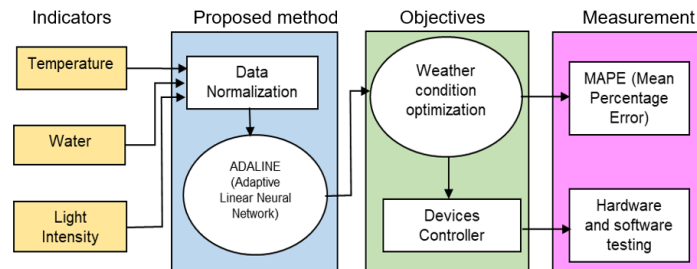 Indicators
Proposed method
Objectives
Measurement
Temperature
Water
Light
Intensity
Data
Normalization
ADALINE
(Adaptive
Linear Neural
Network)
Weather
condition
optimization
Devices
Controller
MAPE (Mean
Percentage
Error)
Hardware
and software
testing